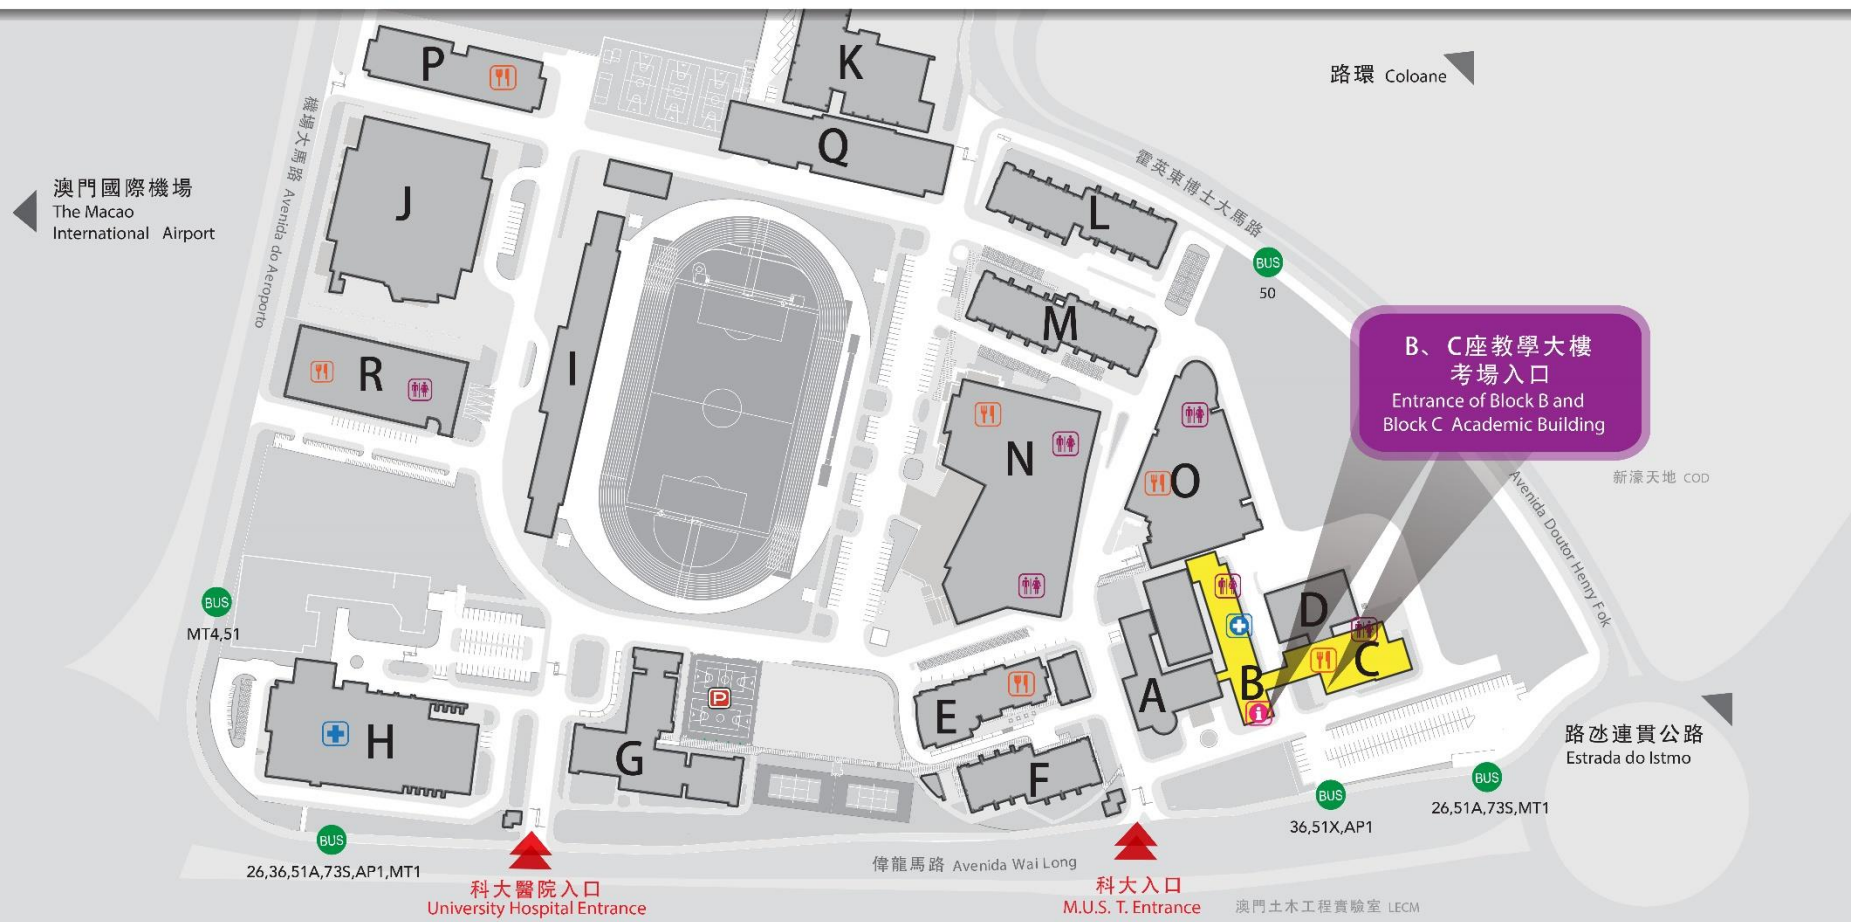 P
K
路環 Coloane
Q
機場大馬路 Avenida do Aeroporto
澳門國際機場
The Macao
International Airport
J
L
霍英東博士大馬路
BUS
50
M
B、C座教學大樓
考場入口
Entrance of Block B and
Block C Academic Building
R
I
N
O
新濠天地 COD
Avenida Doutor Henry Fok
BUS
MT4,51
D
C
B
A
E
P
H
G
F
路氹連貫公路
Estrada do Istmo
BUS
26,51A,73S,MT1
BUS
36,51X,AP1
BUS
26,36,51A,73S,AP1,MT1
偉龍馬路 Avenida Wai Long
科大醫院入口
University Hospital Entrance
科大入口
M.U.S. T. Entrance
澳門土木工程實驗室 LECM